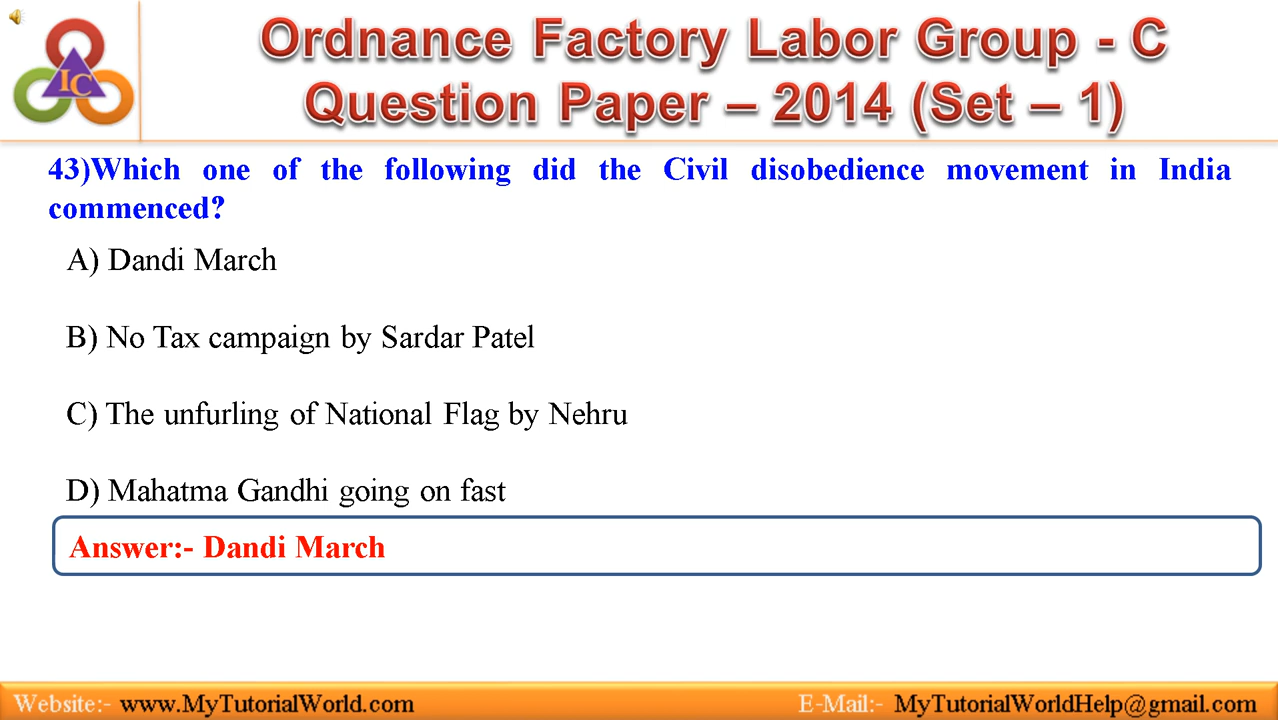 IC
Ordnance Factory Labor Group - C
Question Paper – 2014 (Set – 1)
43)Which one of the following did the Civil disobedience movement in India
commenced?
A) Dandi March
B) No Tax campaign by Sardar Patel
C) The unfurling of National Flag by Nehru
D) Mahatma Gandhi going on fast
Answer:- Dandi March
Website:- www.MyTutorialWorld.com
E-Mail:- MyTutorialWorldHelp@gmail.com